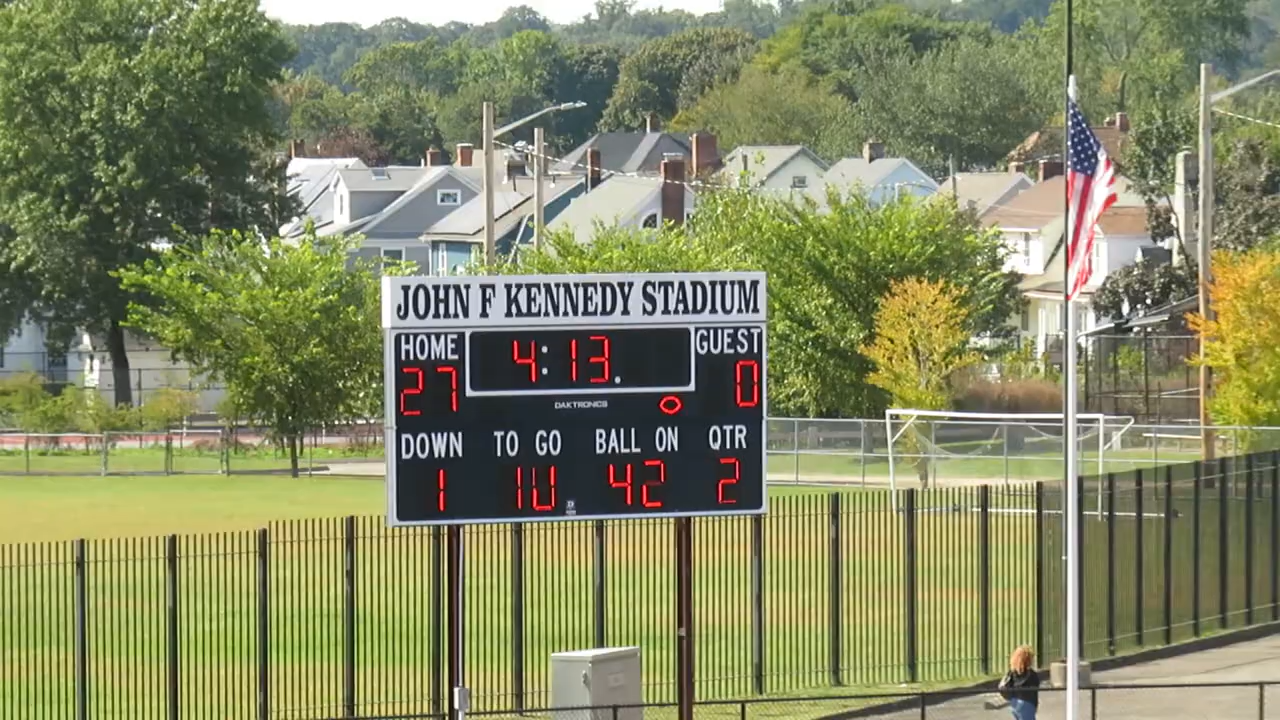 JOHN F KENNEDY STADIUM
HOME 4:13. GUEST
27 0
DAKTRONICS
DOWN TO GO BALL ON QTR
1 10 42 2